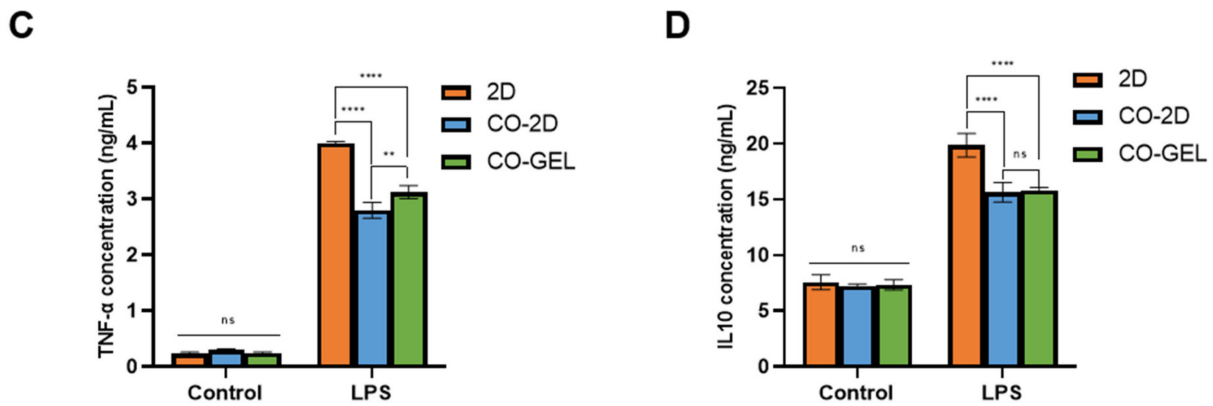 C
TNF-α concentration (ng/mL)
5
4
3
2
1
0
ns
****
****
**
Control
LPS
2D
CO-2D
CO-GEL
D
IL10 concentration (ng/mL)
25
20
15
10
5
0
ns
****
****
ns
Control
LPS
2D
CO-2D
CO-GEL